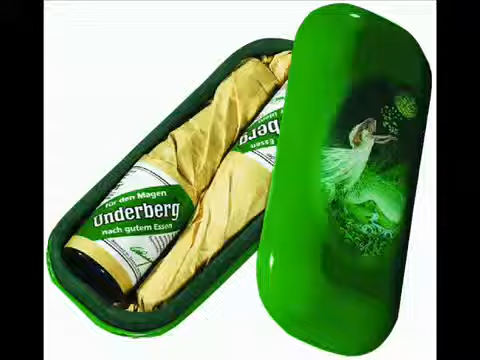 für den Magen
Underberg
nach gutem Essen
berg
Essen